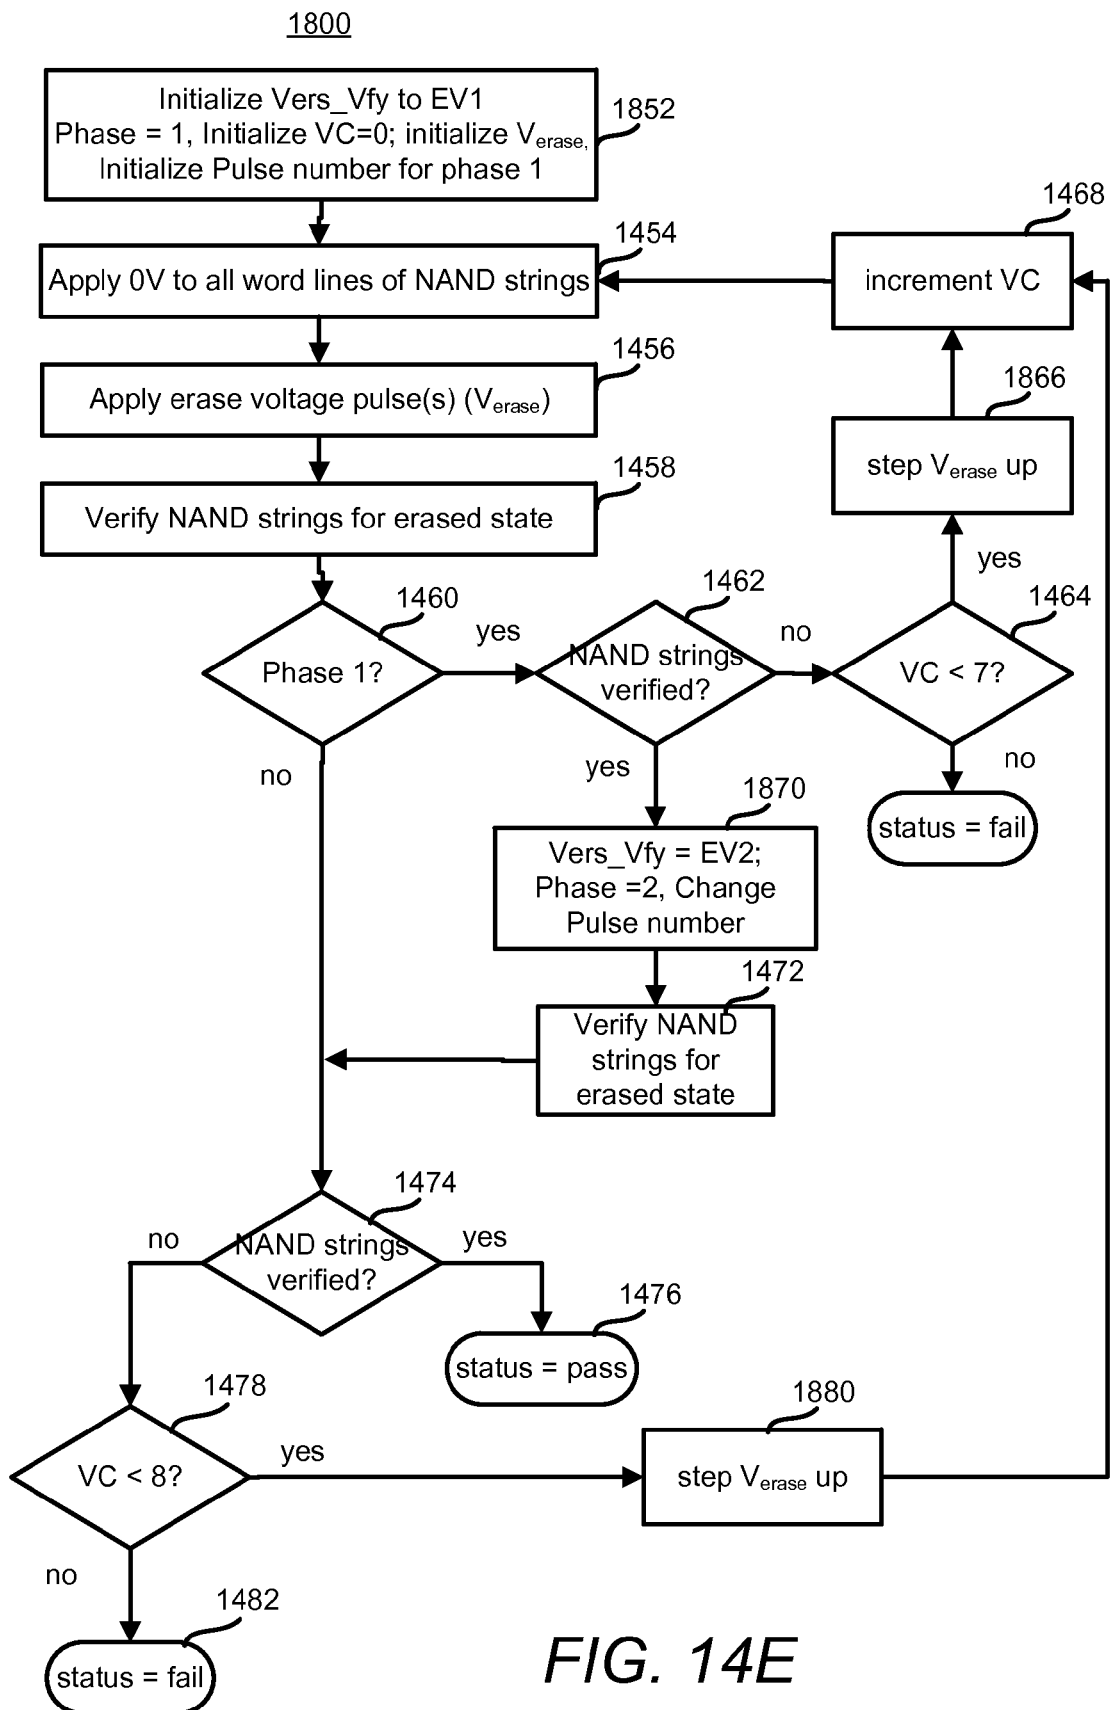 1800
Initialize Vers_Vfy to EV1
Phase = 1, Initialize VC=0; initialize Verase,
Initialize Pulse number for phase 1
1852
1468
1454
Apply 0V to all word lines of NAND strings
increment VC
1456
Apply erase voltage pulse(s) (Verase)
1866
step Verase up
1458
Verify NAND strings for erased state
yes
1460
Phase 1?
yes
1462
NAND strings
verified?
no
1464
VC < 7?
no
yes
no
status = fail
1870
Vers_Vfy = EV2;
Phase =2, Change
Pulse number
1472
Verify NAND
strings for
erased state
1474
NAND strings
verified?
no
yes
1476
status = pass
1478
VC < 8?
yes
1880
step Verase up
no
1482
status = fail
FIG. 14E